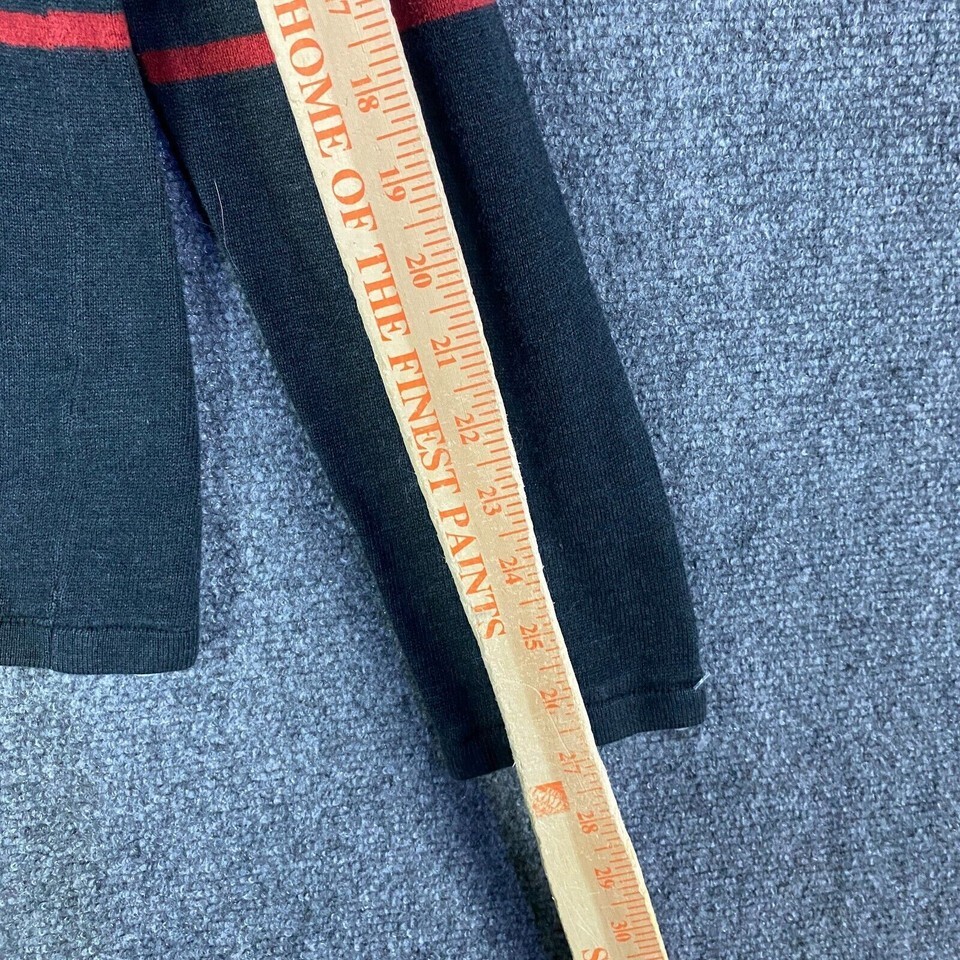 HOME OF THE FINEST PAINTS
17 18 19 20 21 22 23 24 25 26 27 28 29 30
S